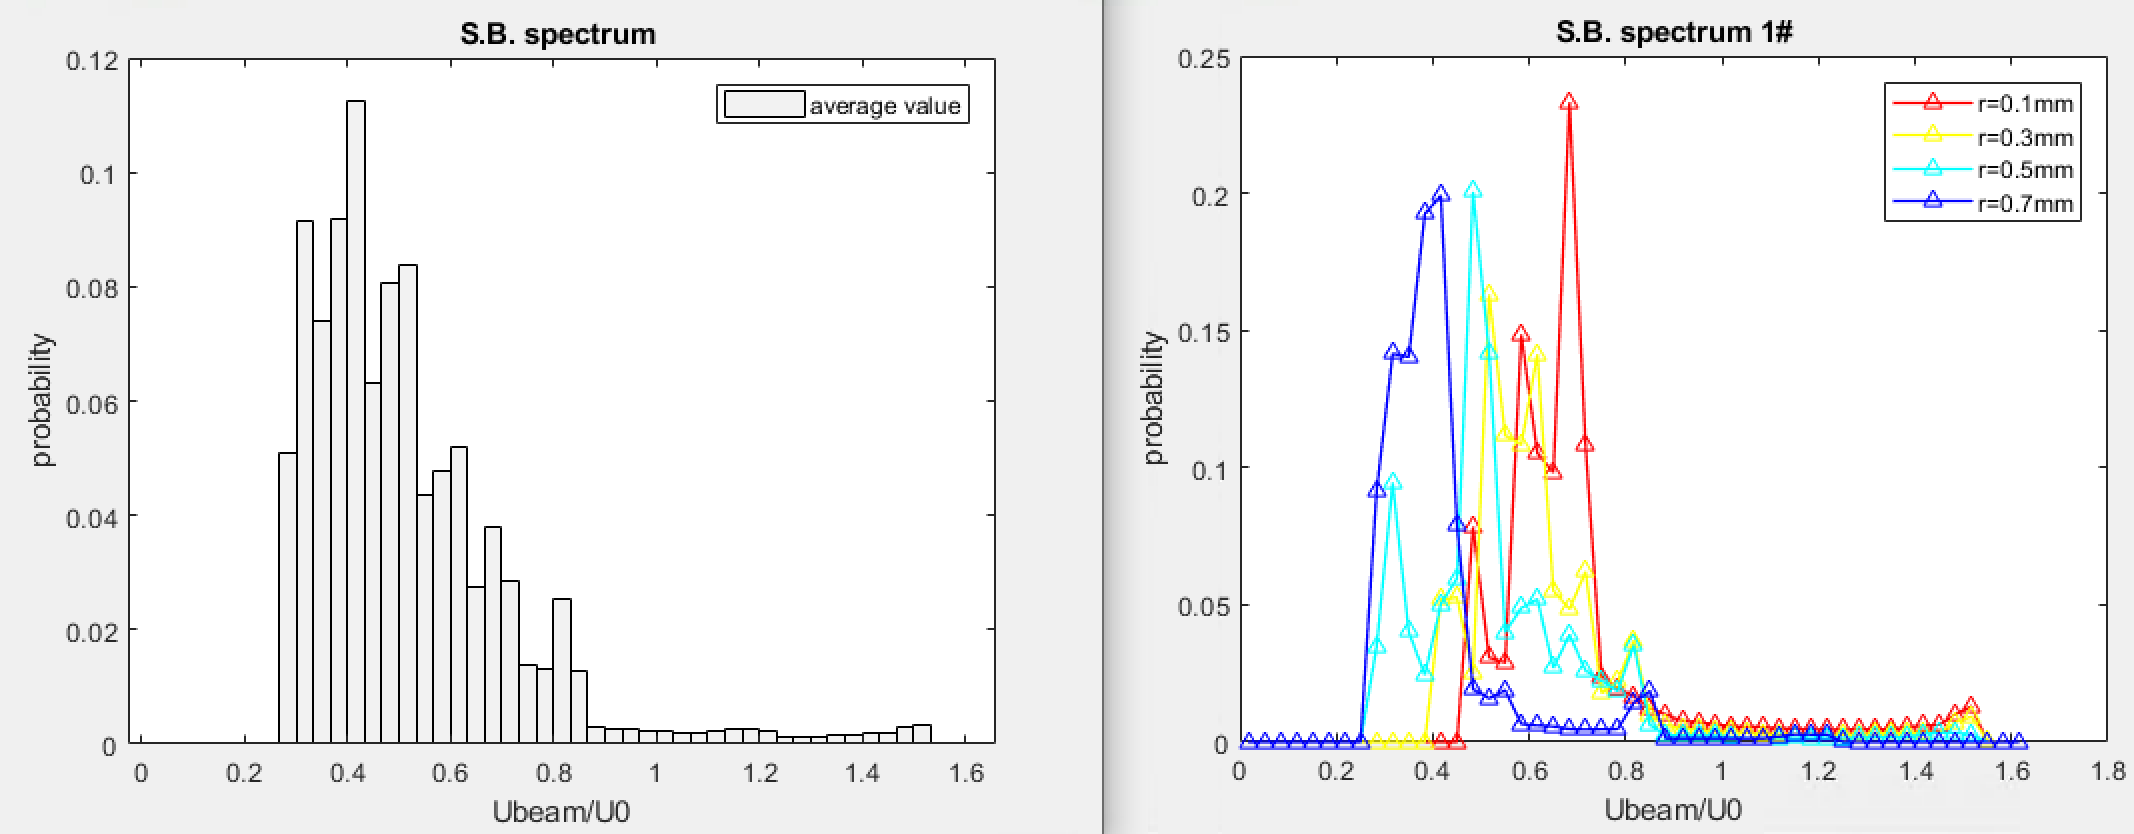 S.B. spectrum
0.12
0.1
0.08
0.06
0.04
0.02
0
probability
average value
0 0.2 0.4 0.6 0.8 1 1.2 1.4 1.6
Ubeam/U0
S.B. spectrum 1#
0.25
0.2
0.15
0.1
0.05
0
probability
r=0.1mm
r=0.3mm
r=0.5mm
r=0.7mm
0 0.2 0.4 0.6 0.8 1 1.2 1.4 1.6 1.8
Ubeam/U0